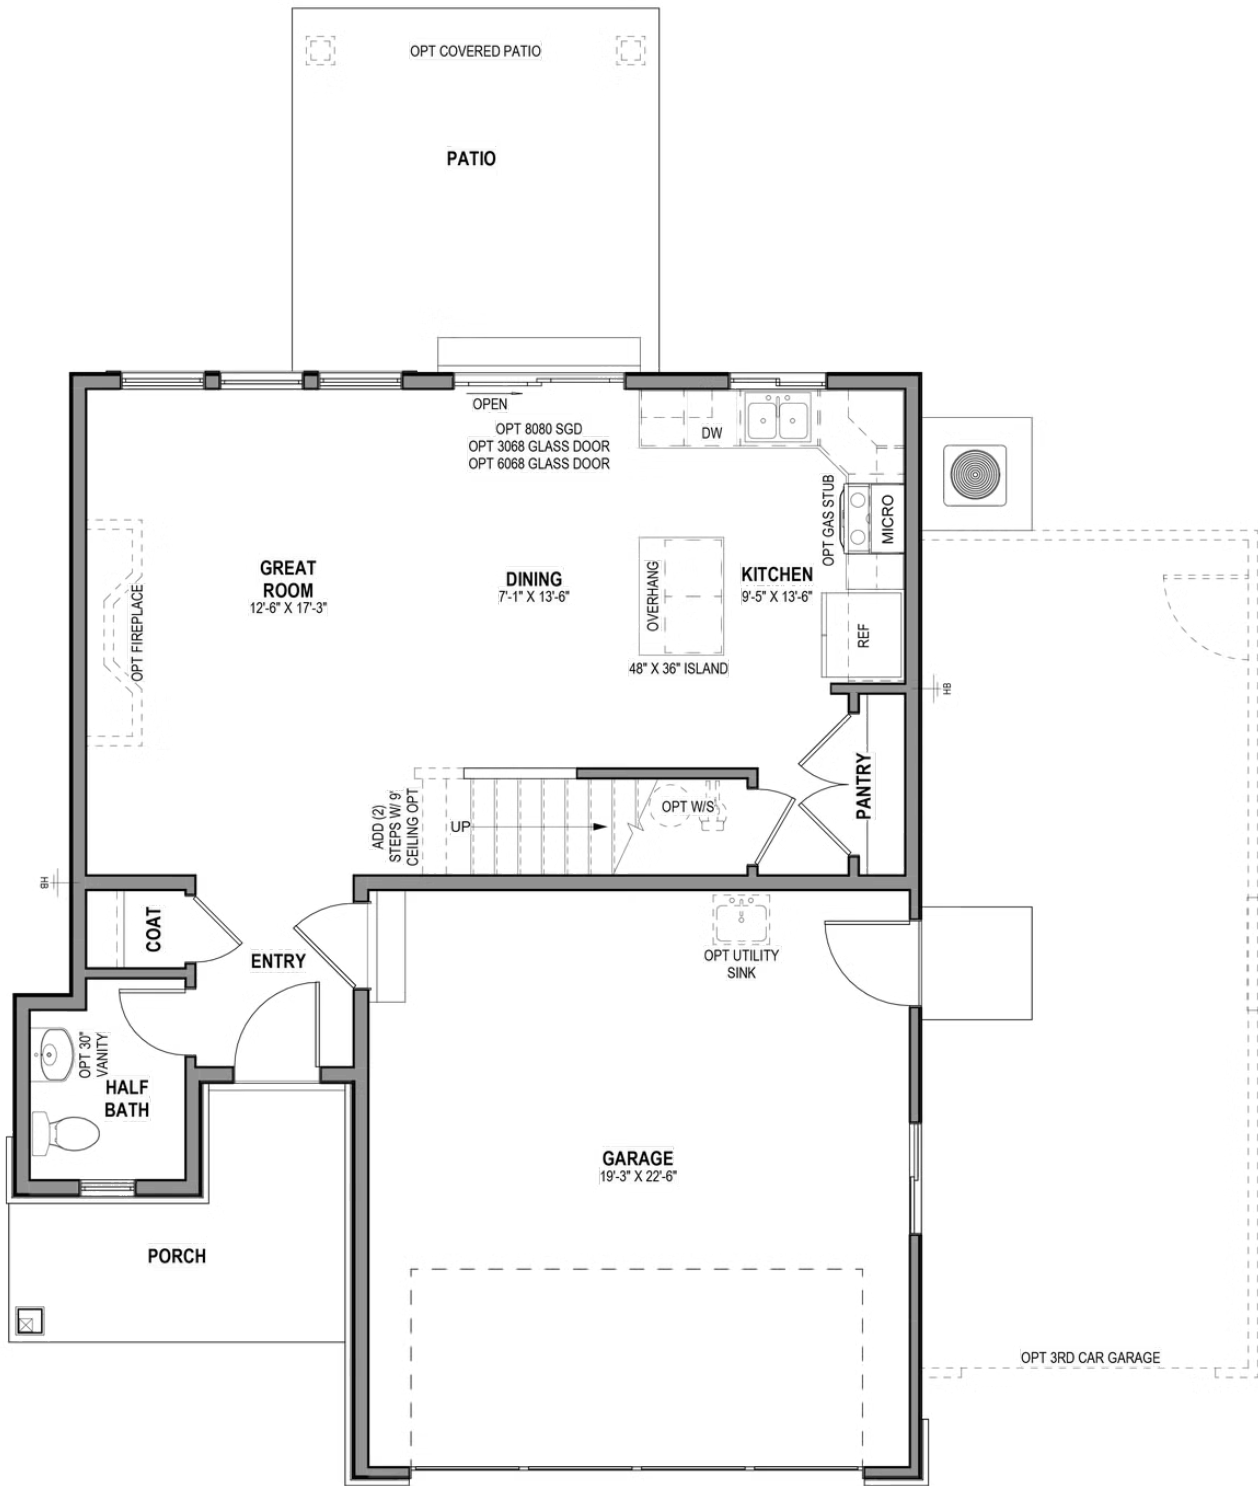 OPT COVERED PATIO
PATIO
OPEN
OPT 8080 SGD
OPT 3068 GLASS DOOR
OPT 6068 GLASS DOOR
DW
OPT GAS STUB
MICRO
GREAT
ROOM
12'-6" X 17'-3"
OPT FIREPLACE
DINING
7'-1" X 13'-6"
OVERHANG
48" X 36" ISLAND
KITCHEN
9'-5" X 13'-6"
REF
HB
PANTRY
ADD (2)
STEPS W/ 9'
CEILING OPT
UP
OPT W/S
HB
COAT
ENTRY
OPT UTILITY
SINK
OPT 30"
VANITY
HALF
BATH
GARAGE
19'-3" X 22'-6"
PORCH
OPT 3RD CAR GARAGE